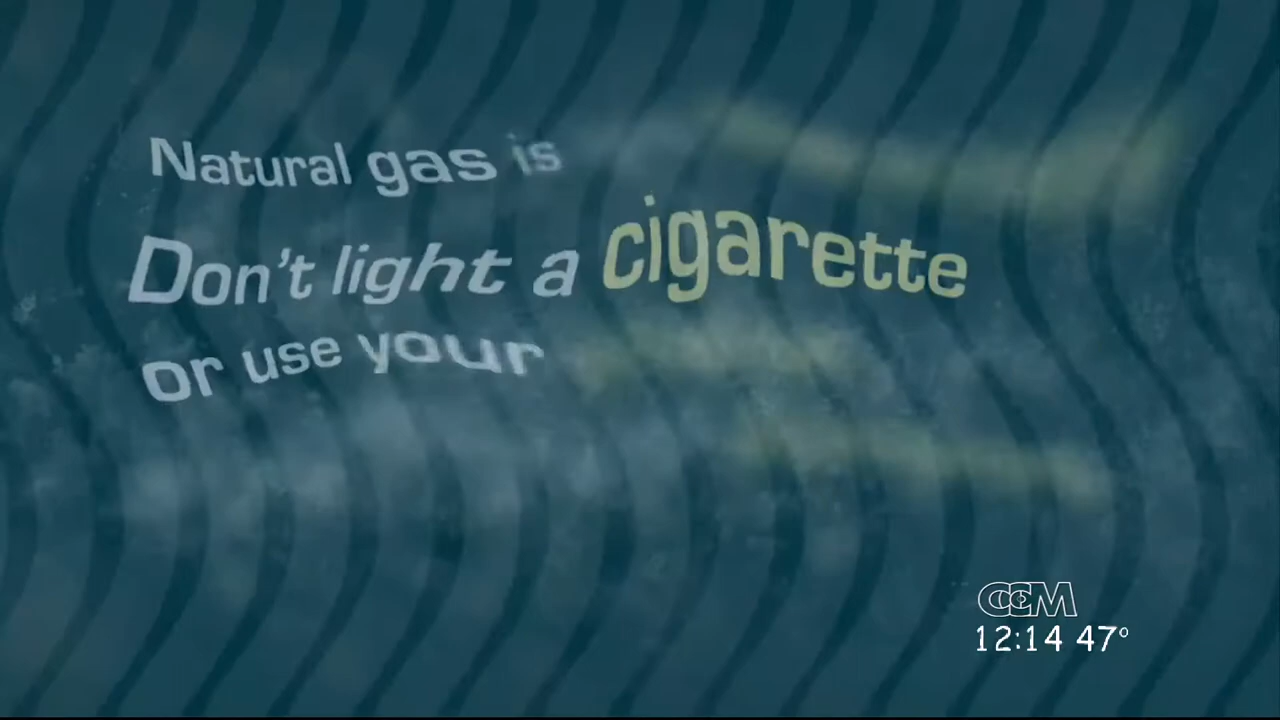 Natural gas is
Don't light a cigarette
or use your
CCM
12:14 47°